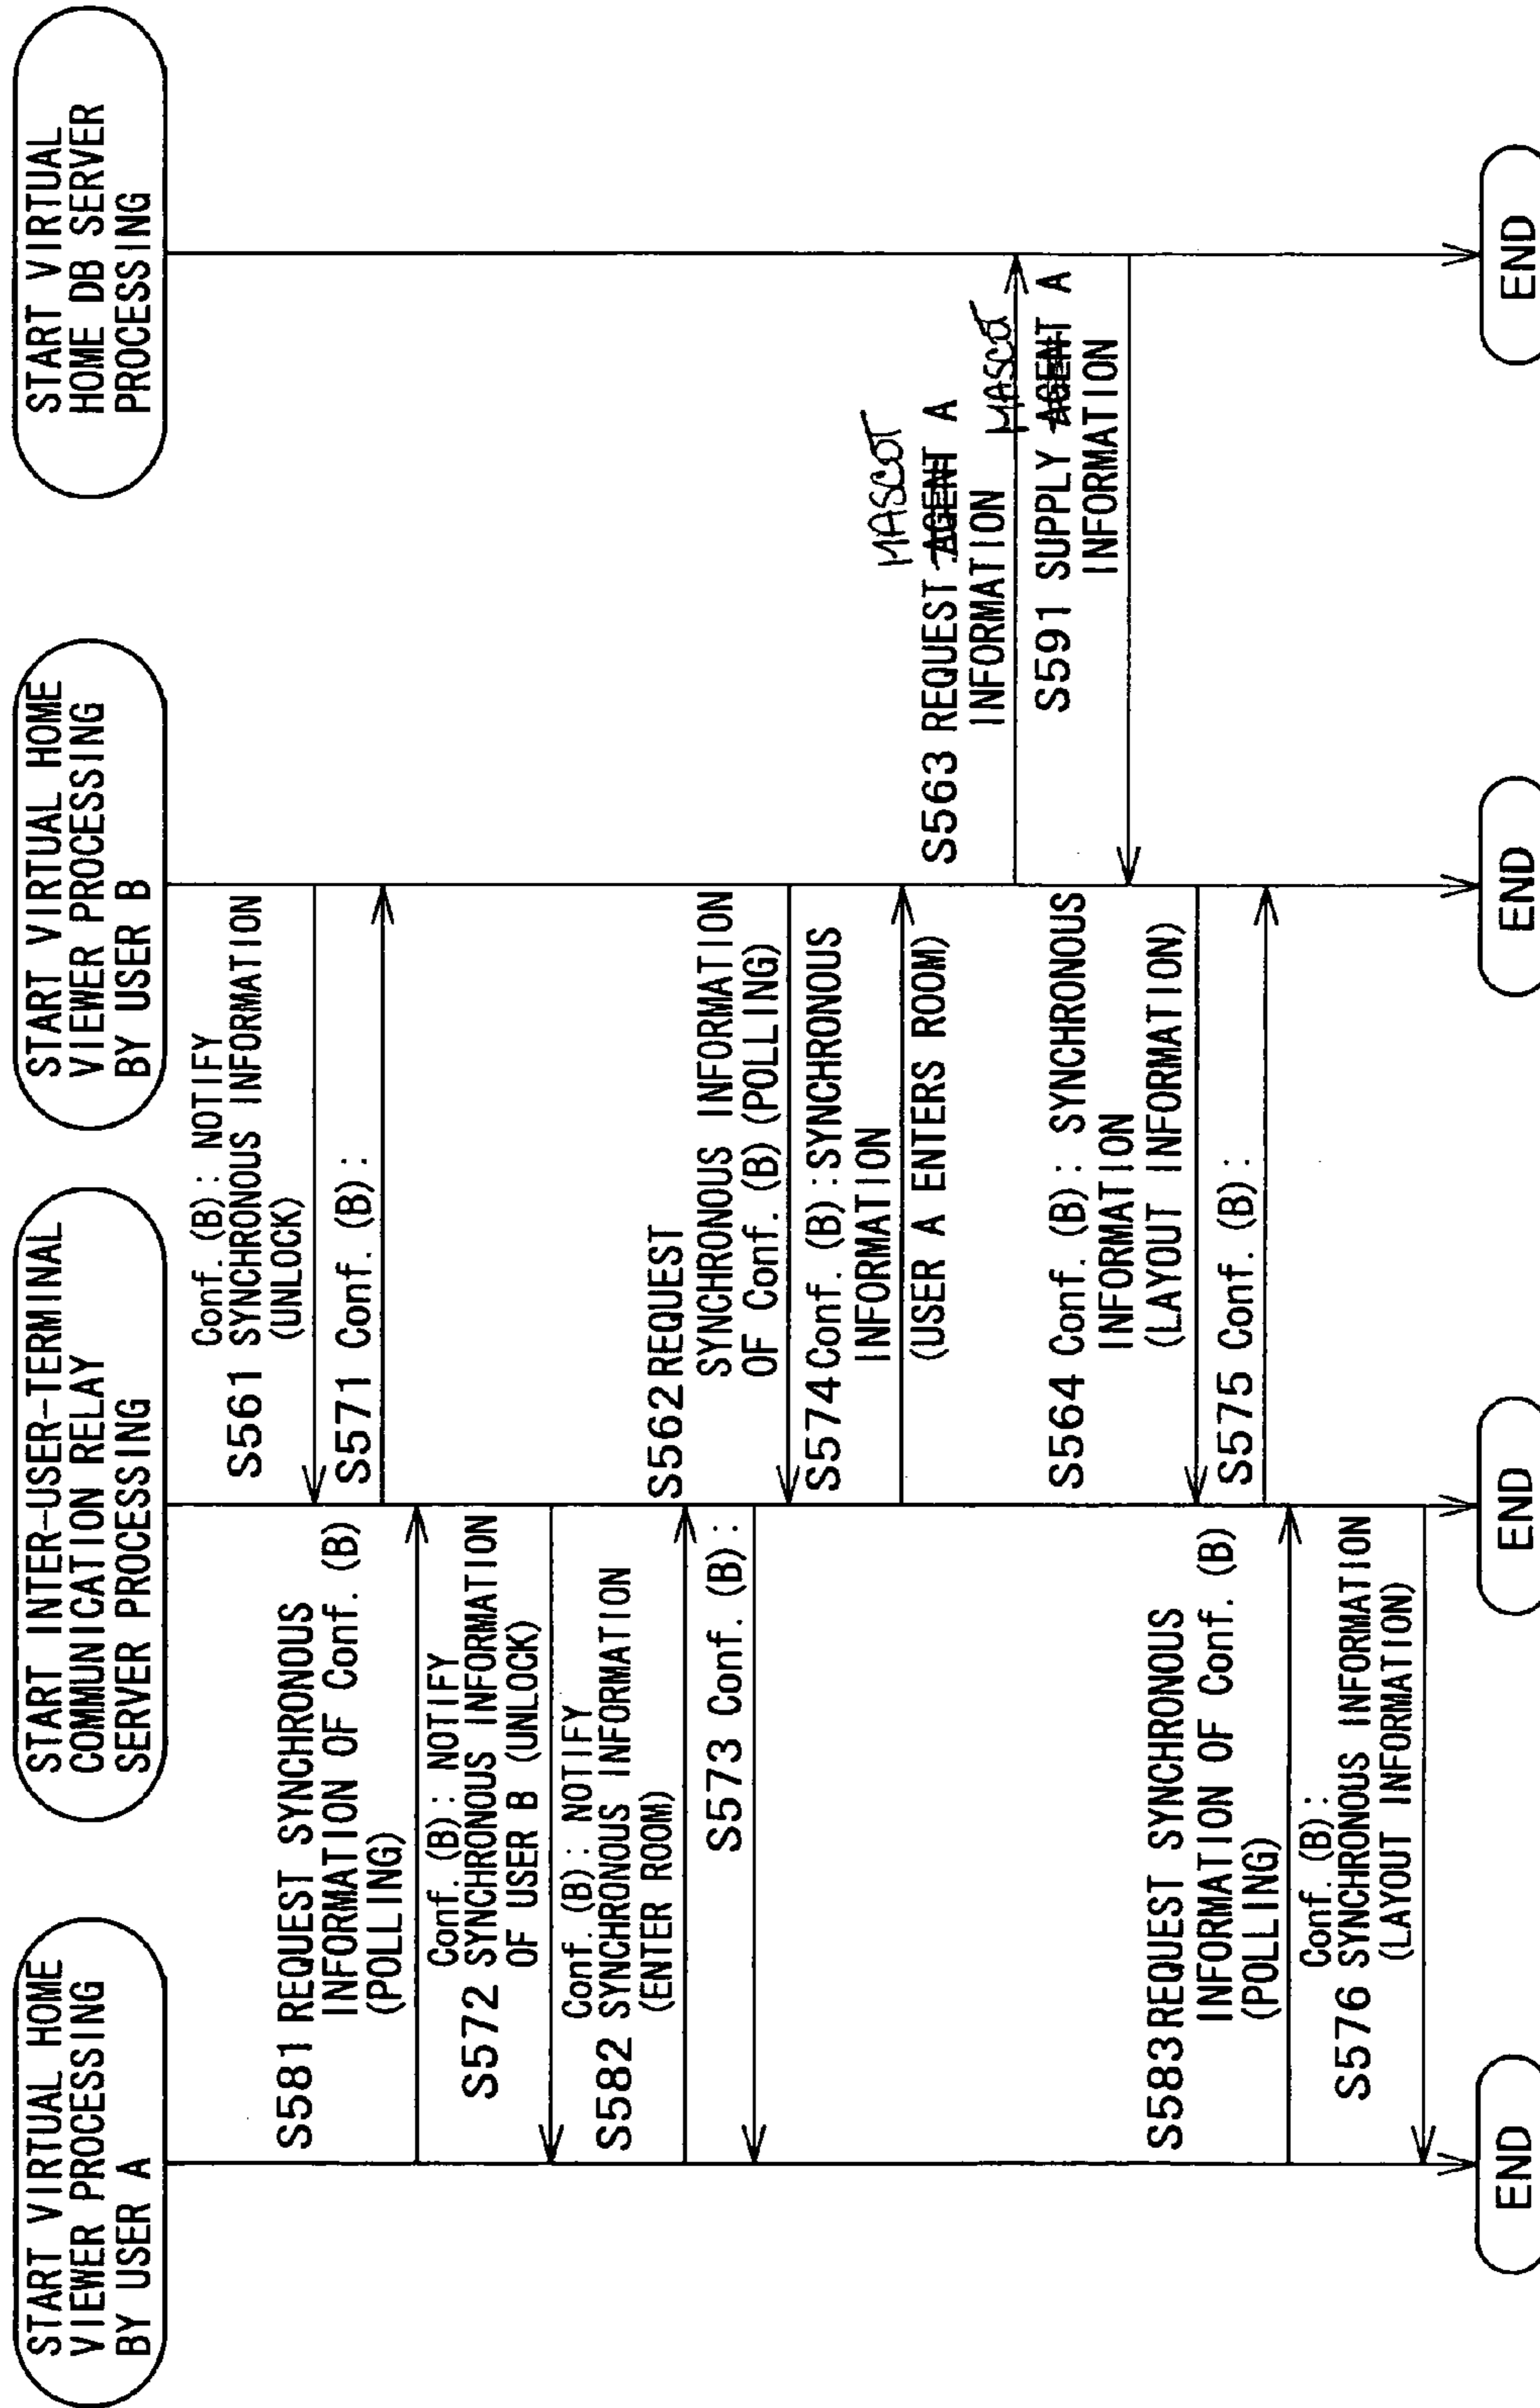 START VIRTUAL HOME
VIEWER PROCESSING
BY USER A
START INTER-USER-TERMINAL
COMMUNICATION RELAY
SERVER PROCESSING
START VIRTUAL HOME
VIEWER PROCESSING
BY USER B
START VIRTUAL
HOME DB SERVER
PROCESSING
Conf. (B): NOTIFY
S561 SYNCHRONOUS INFORMATION
(UNLOCK)
S571 Conf. (B):
S581 REQUEST SYNCHRONOUS
INFORMATION OF Conf. (B)
(POLLING)
Conf. (B): NOTIFY
S572 SYNCHRONOUS INFORMATION
OF USER B (UNLOCK)
Conf. (B): NOTIFY
S582 SYNCHRONOUS INFORMATION
(ENTER ROOM)
S573 Conf. (B):
S562 REQUEST
SYNCHRONOUS INFORMATION
OF Conf. (B) (POLLING)
S574 Conf. (B): SYNCHRONOUS
INFORMATION
(USER A ENTERS ROOM)
MASCOT
S563 REQUEST AGENT A
INFORMATION
MASCOT
S591 SUPPLY AGENT A
INFORMATION
S564 Conf. (B): SYNCHRONOUS
INFORMATION
(LAYOUT INFORMATION)
S575 Conf. (B):
S583 REQUEST SYNCHRONOUS
INFORMATION OF Conf. (B)
(POLLING)
Conf. (B):
S576 SYNCHRONOUS INFORMATION
(LAYOUT INFORMATION)
END
END
END
END